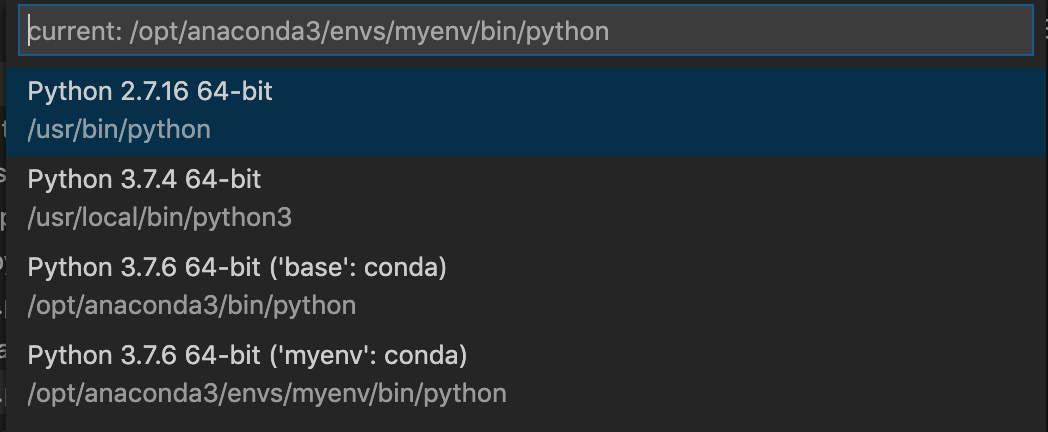 current: /opt/anaconda3/envs/myenv/bin/python
Python 2.7.16 64-bit
/usr/bin/python
Python 3.7.4 64-bit
/usr/local/bin/python3
Python 3.7.6 64-bit ('base': conda)
/opt/anaconda3/bin/python
Python 3.7.6 64-bit ('myenv': conda)
/opt/anaconda3/envs/myenv/bin/python